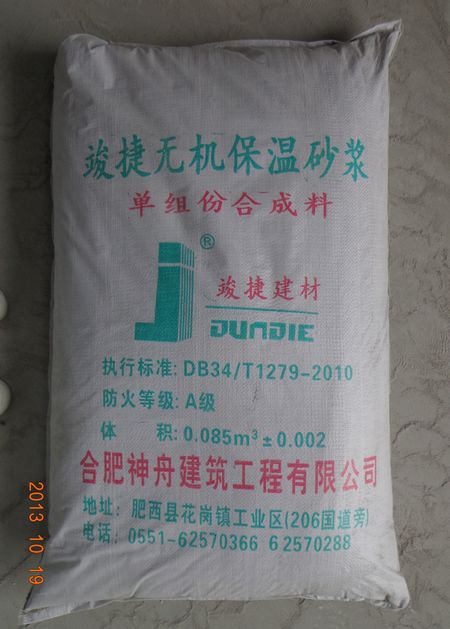 竣捷无机保温砂浆
单组份合成料
®
竣捷建材
JUNJIE
执行标准: DB34/T1279-2010
防火等级: A级
体 积: 0.085m³±0.002
合肥神舟建筑工程有限公司
地址: 肥西县花岗镇工业区(206国道旁)
电话: 0551-62570366 62570288
2013 10 19